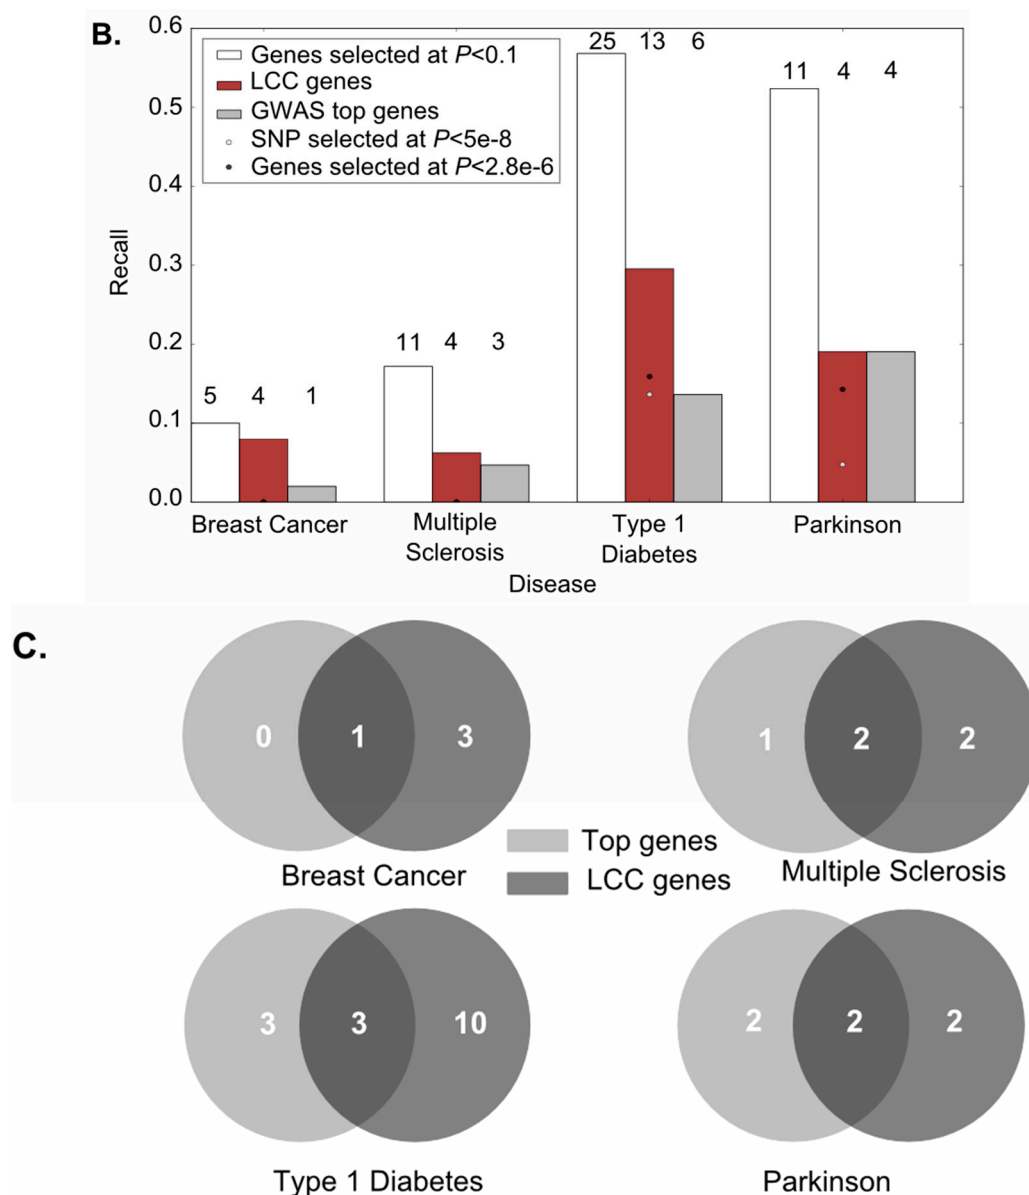 B.
0.6
0.5
0.4
0.3
0.2
0.1
0.0
Recall
Genes selected at P<0.1
LCC genes
GWAS top genes
SNP selected at P<5e-8
Genes selected at P<2.8e-6
5 4 1
11 4 3
25 13 6
11 4 4
Breast Cancer
Multiple
Sclerosis
Type 1
Diabetes
Parkinson
Disease
C.
0 1 3
Breast Cancer
1 2 2
Multiple Sclerosis
Top genes
LCC genes
3 3 10
Type 1 Diabetes
2 2 2
Parkinson